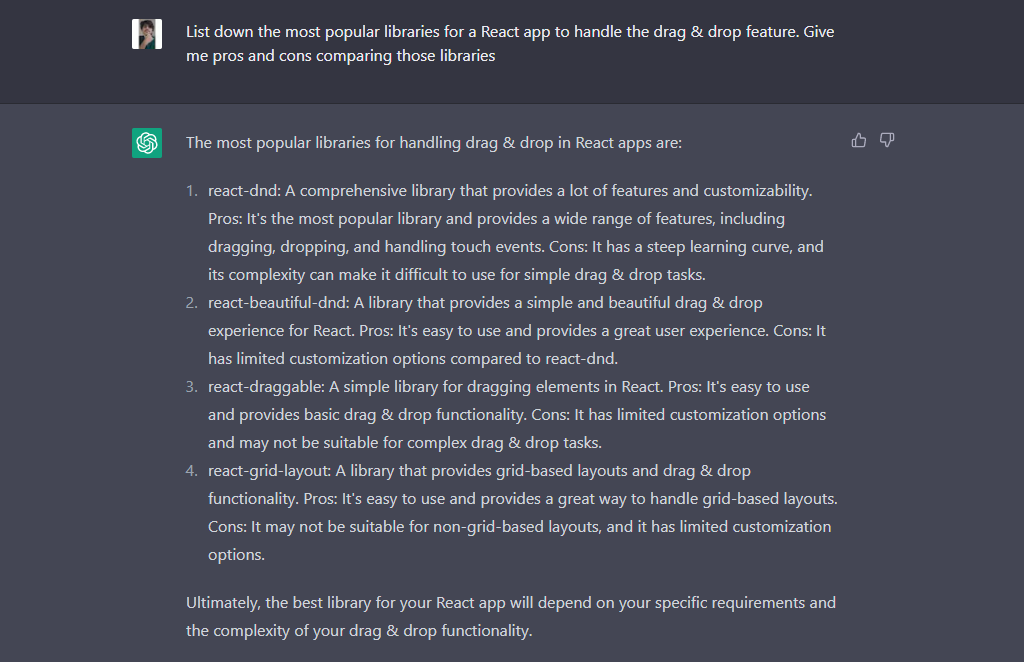 List down the most popular libraries for a React app to handle the drag & drop feature. Give
me pros and cons comparing those libraries
The most popular libraries for handling drag & drop in React apps are:
1. react-dnd: A comprehensive library that provides a lot of features and customizability.
Pros: It's the most popular library and provides a wide range of features, including
dragging, dropping, and handling touch events. Cons: It has a steep learning curve, and
its complexity can make it difficult to use for simple drag & drop tasks.
2. react-beautiful-dnd: A library that provides a simple and beautiful drag & drop
experience for React. Pros: It's easy to use and provides a great user experience. Cons: It
has limited customization options compared to react-dnd.
3. react-draggable: A simple library for dragging elements in React. Pros: It's easy to use
and provides basic drag & drop functionality. Cons: It has limited customization options
and may not be suitable for complex drag & drop tasks.
4. react-grid-layout: A library that provides grid-based layouts and drag & drop
functionality. Pros: It's easy to use and provides a great way to handle grid-based layouts.
Cons: It may not be suitable for non-grid-based layouts, and it has limited customization
options.
Ultimately, the best library for your React app will depend on your specific requirements and
the complexity of your drag & drop functionality.